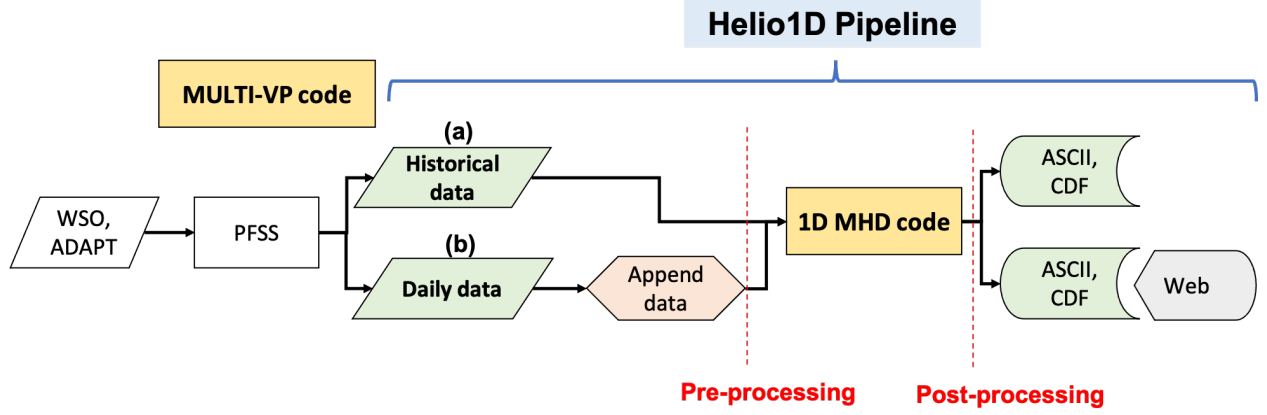 Helio1D Pipeline
MULTI-VP code
(a)
Historical
data
ASCII,
CDF
WSO,
ADAPT
PFSS
1D MHD code
(b)
Daily data
Append
data
ASCII,
CDF
Web
Pre-processing
Post-processing